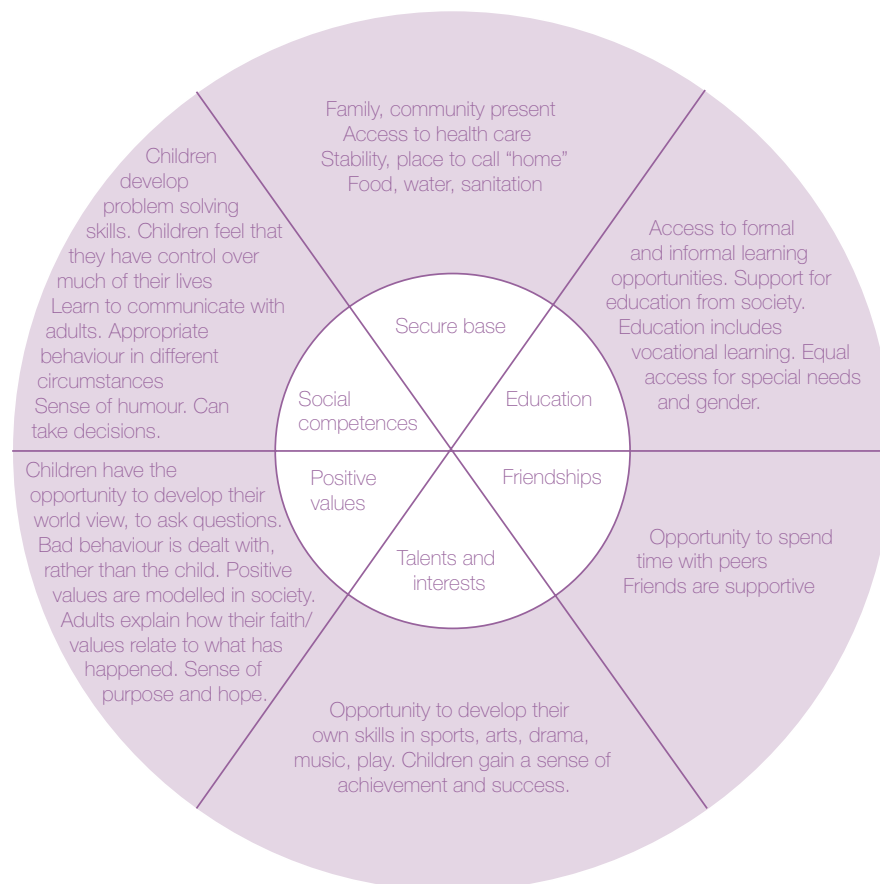 Family, community present
Access to health care
Stability, place to call “home”
Food, water, sanitation
Secure base
Access to formal
and informal learning
opportunities. Support for
education from society.
Education includes
vocational learning. Equal
access for special needs
and gender.
Education
Opportunity to spend
time with peers
Friends are supportive
Friendships
Opportunity to develop their
own skills in sports, arts, drama,
music, play. Children gain a sense of
achievement and success.
Talents and
interests
Children have the
opportunity to develop their
world view, to ask questions.
Bad behaviour is dealt with,
rather than the child. Positive
values are modelled in society.
Adults explain how their faith/
values relate to what has
happened. Sense of
purpose and hope.
Positive
values
Children
develop
problem solving
skills. Children feel that
they have control over
much of their lives
Learn to communicate with
adults. Appropriate
behaviour in different
circumstances
Sense of humour. Can
take decisions.
Social
competences